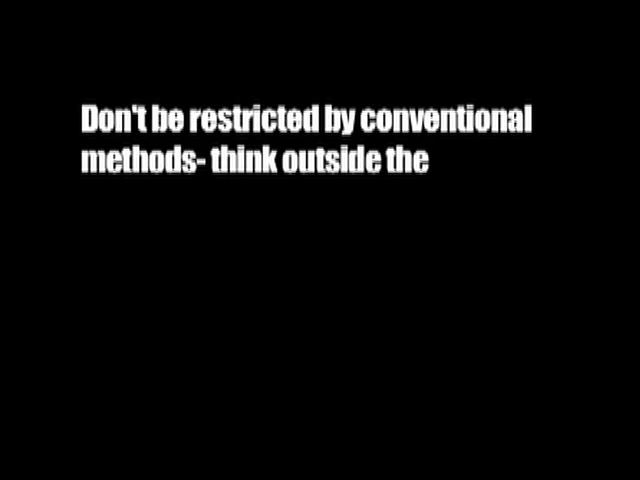 Don't be restricted by conventional
methods- think outside the